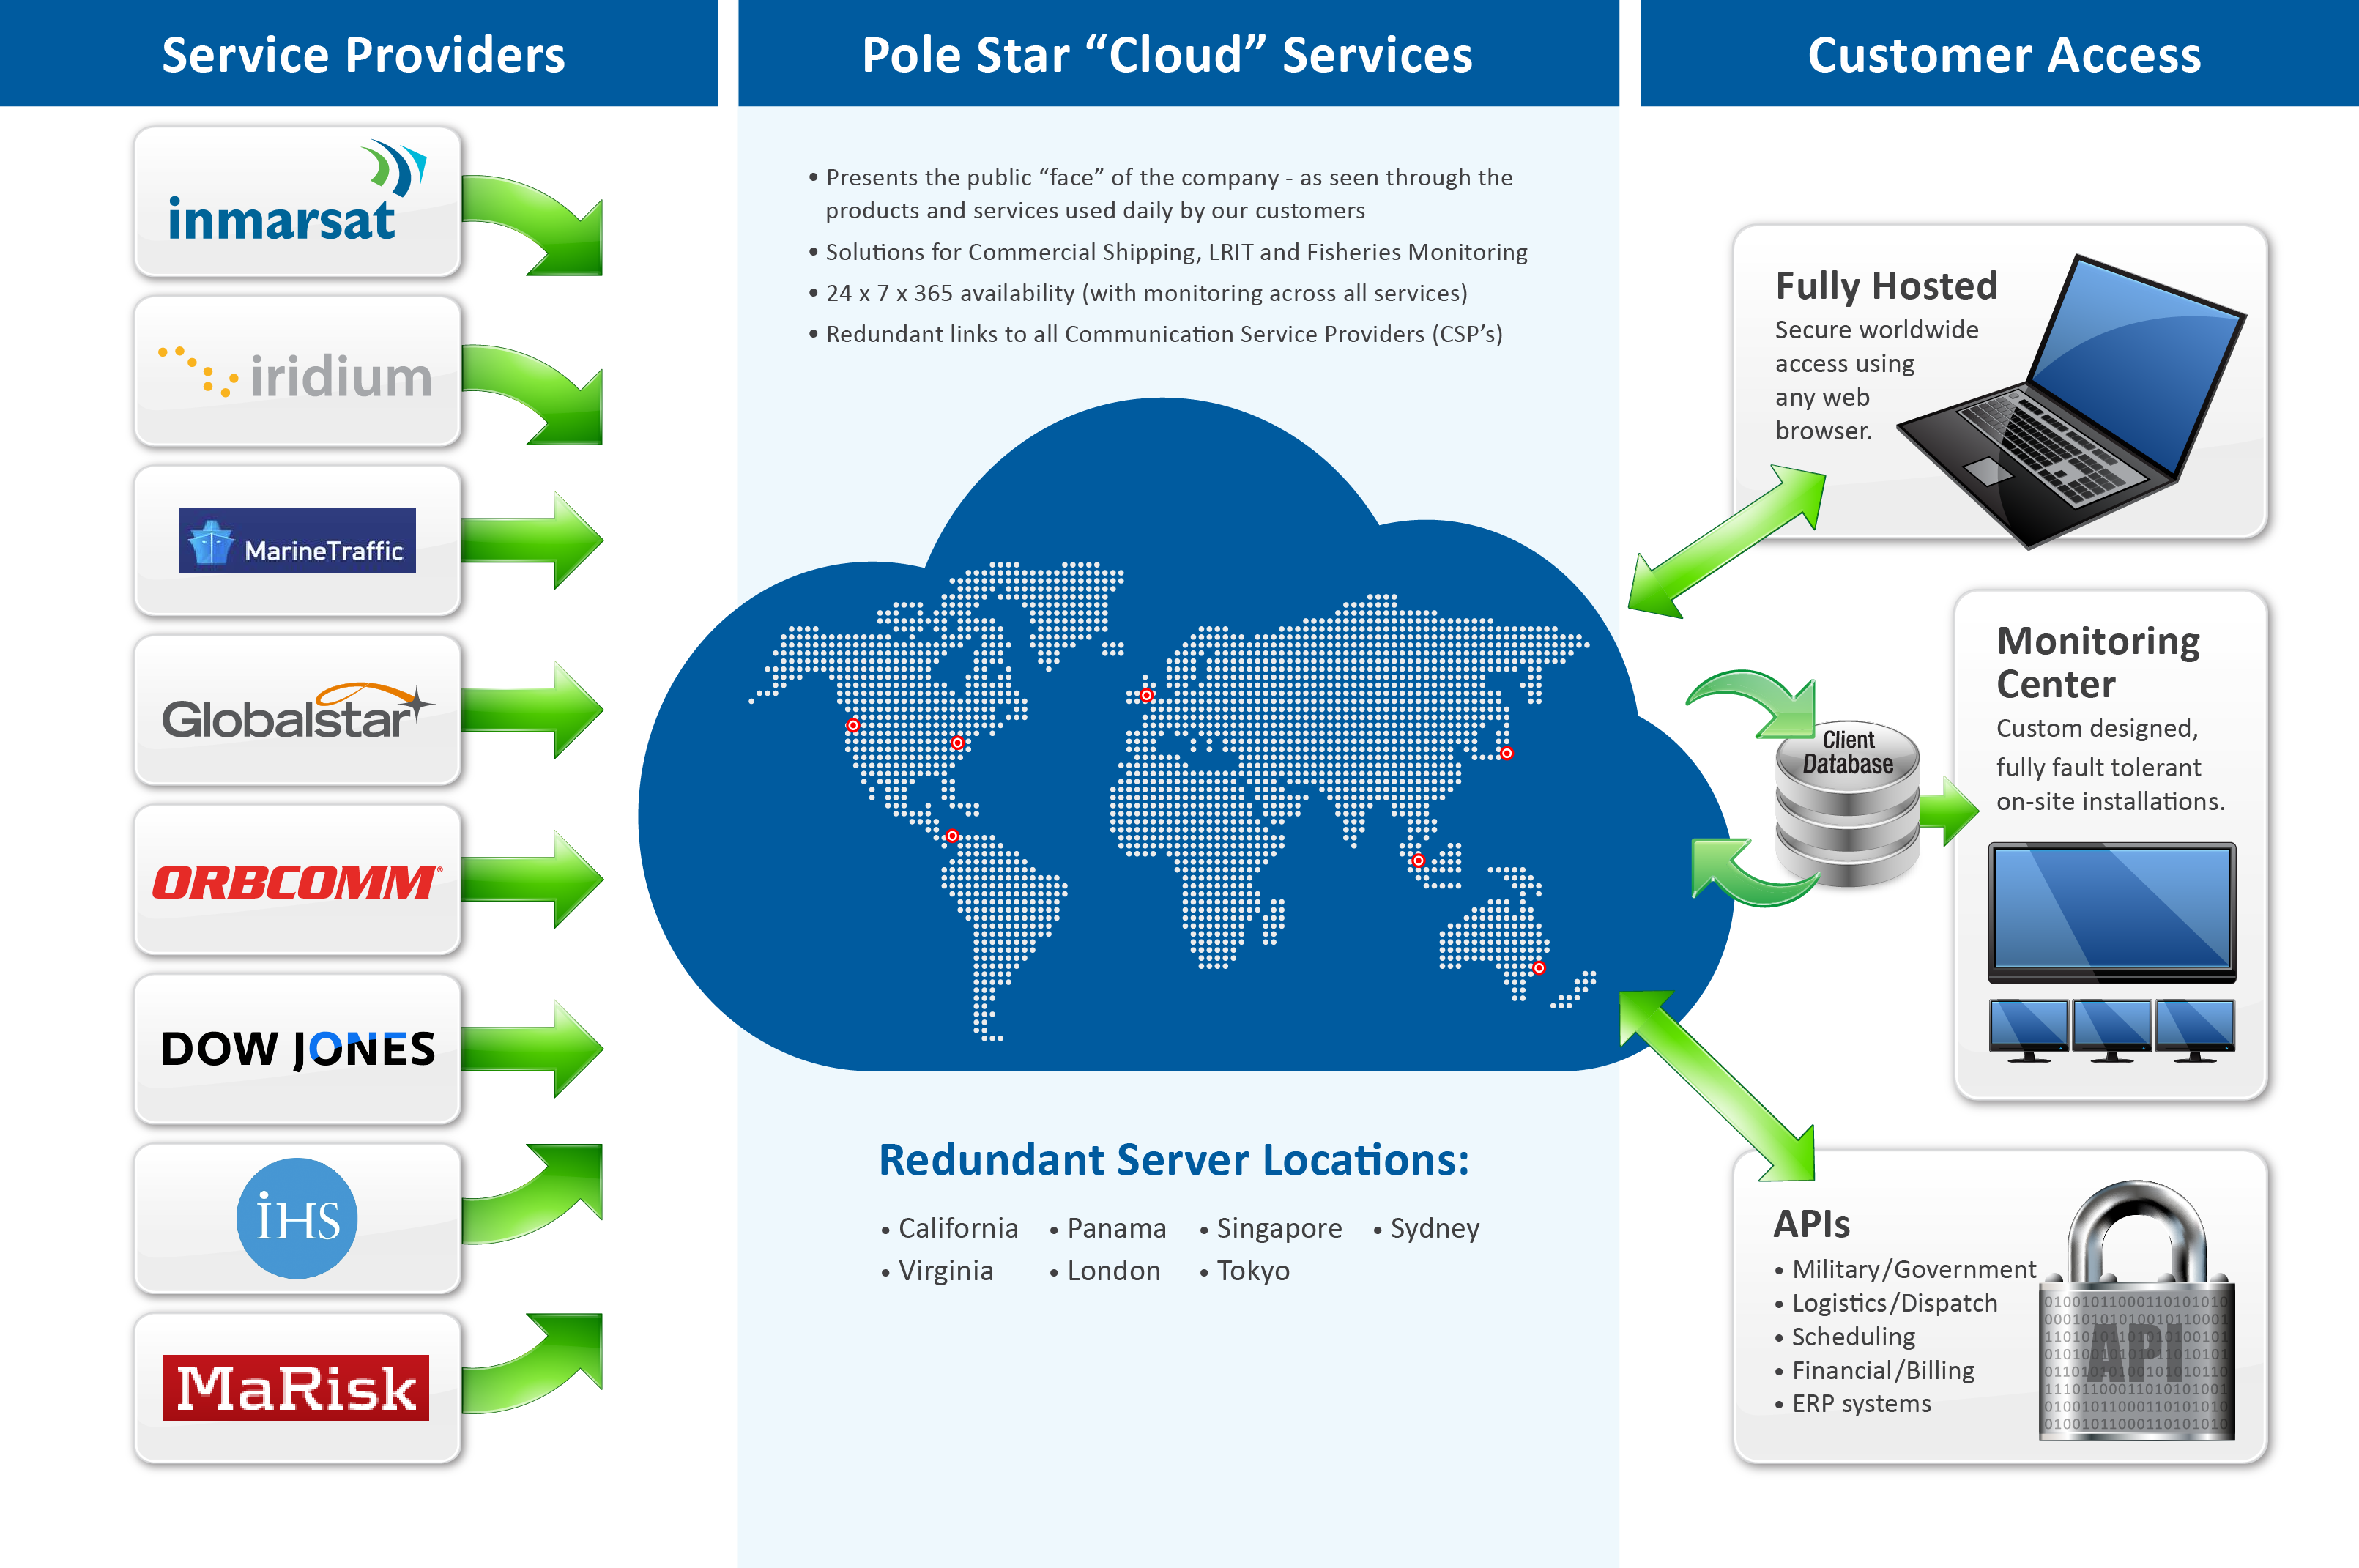 Service Providers
Pole Star “Cloud” Services
Customer Access
inmarsat
iridium
MarineTraffic
Globalstar
ORBCOMM®
DOW JONES
IHS
MaRisk
• Presents the public “face” of the company - as seen through the
products and services used daily by our customers
• Solutions for Commercial Shipping, LRIT and Fisheries Monitoring
• 24 x 7 x 365 availability (with monitoring across all services)
• Redundant links to all Communication Service Providers (CSP’s)
Redundant Server Locations:
• California • Panama • Singapore • Sydney
• Virginia • London • Tokyo
Fully Hosted
Secure worldwide
access using
any web
browser.
Client
Database
Monitoring
Center
Custom designed,
fully fault tolerant
on-site installations.
APIs
• Military/Government
• Logistics/Dispatch
• Scheduling
• Financial/Billing
• ERP systems
API